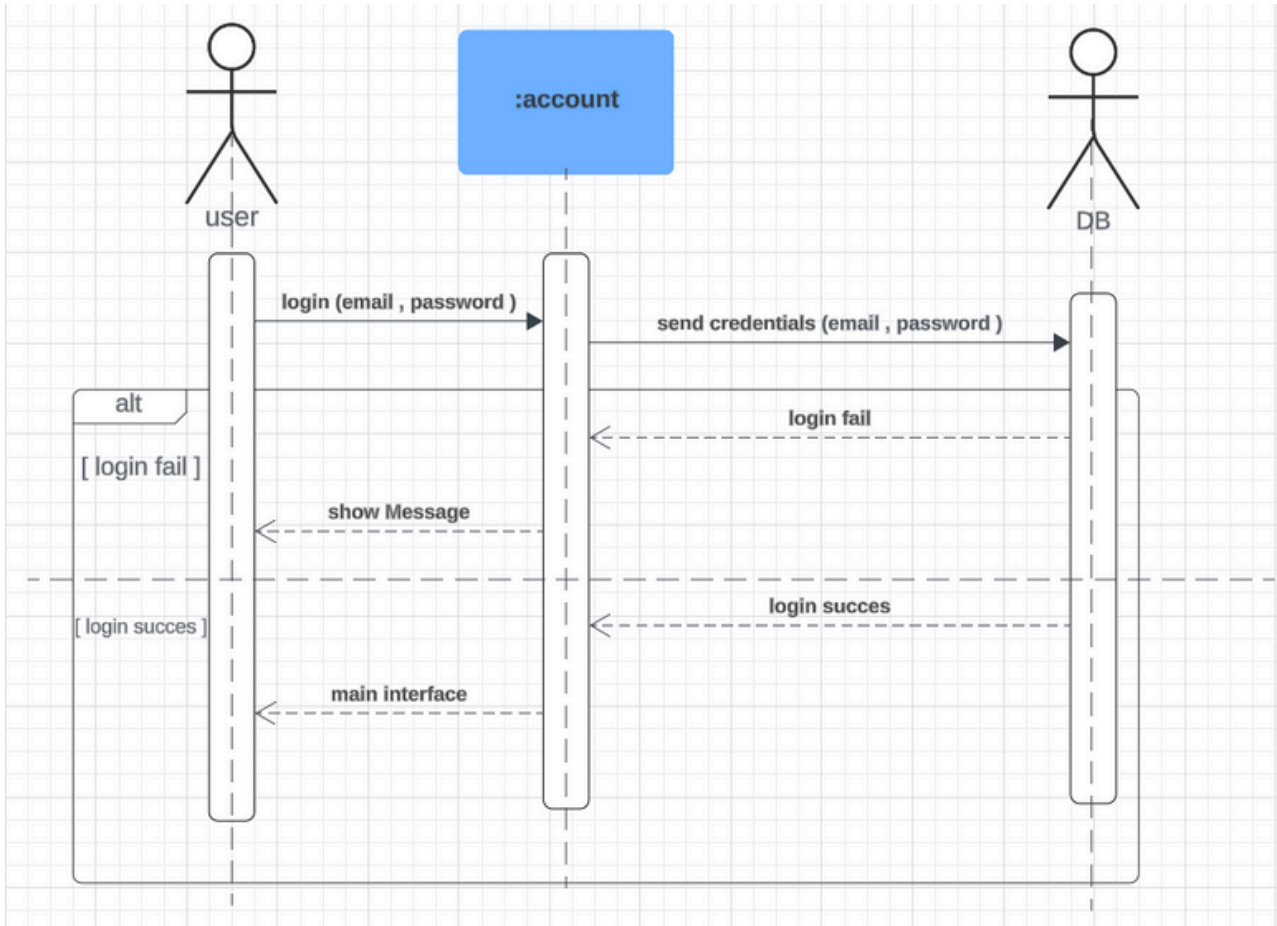 :account
user
DB
login (email , password )
send credentials (email , password )
alt
login fail
[ login fail ]
show Message
login succes
[ login succes ]
main interface